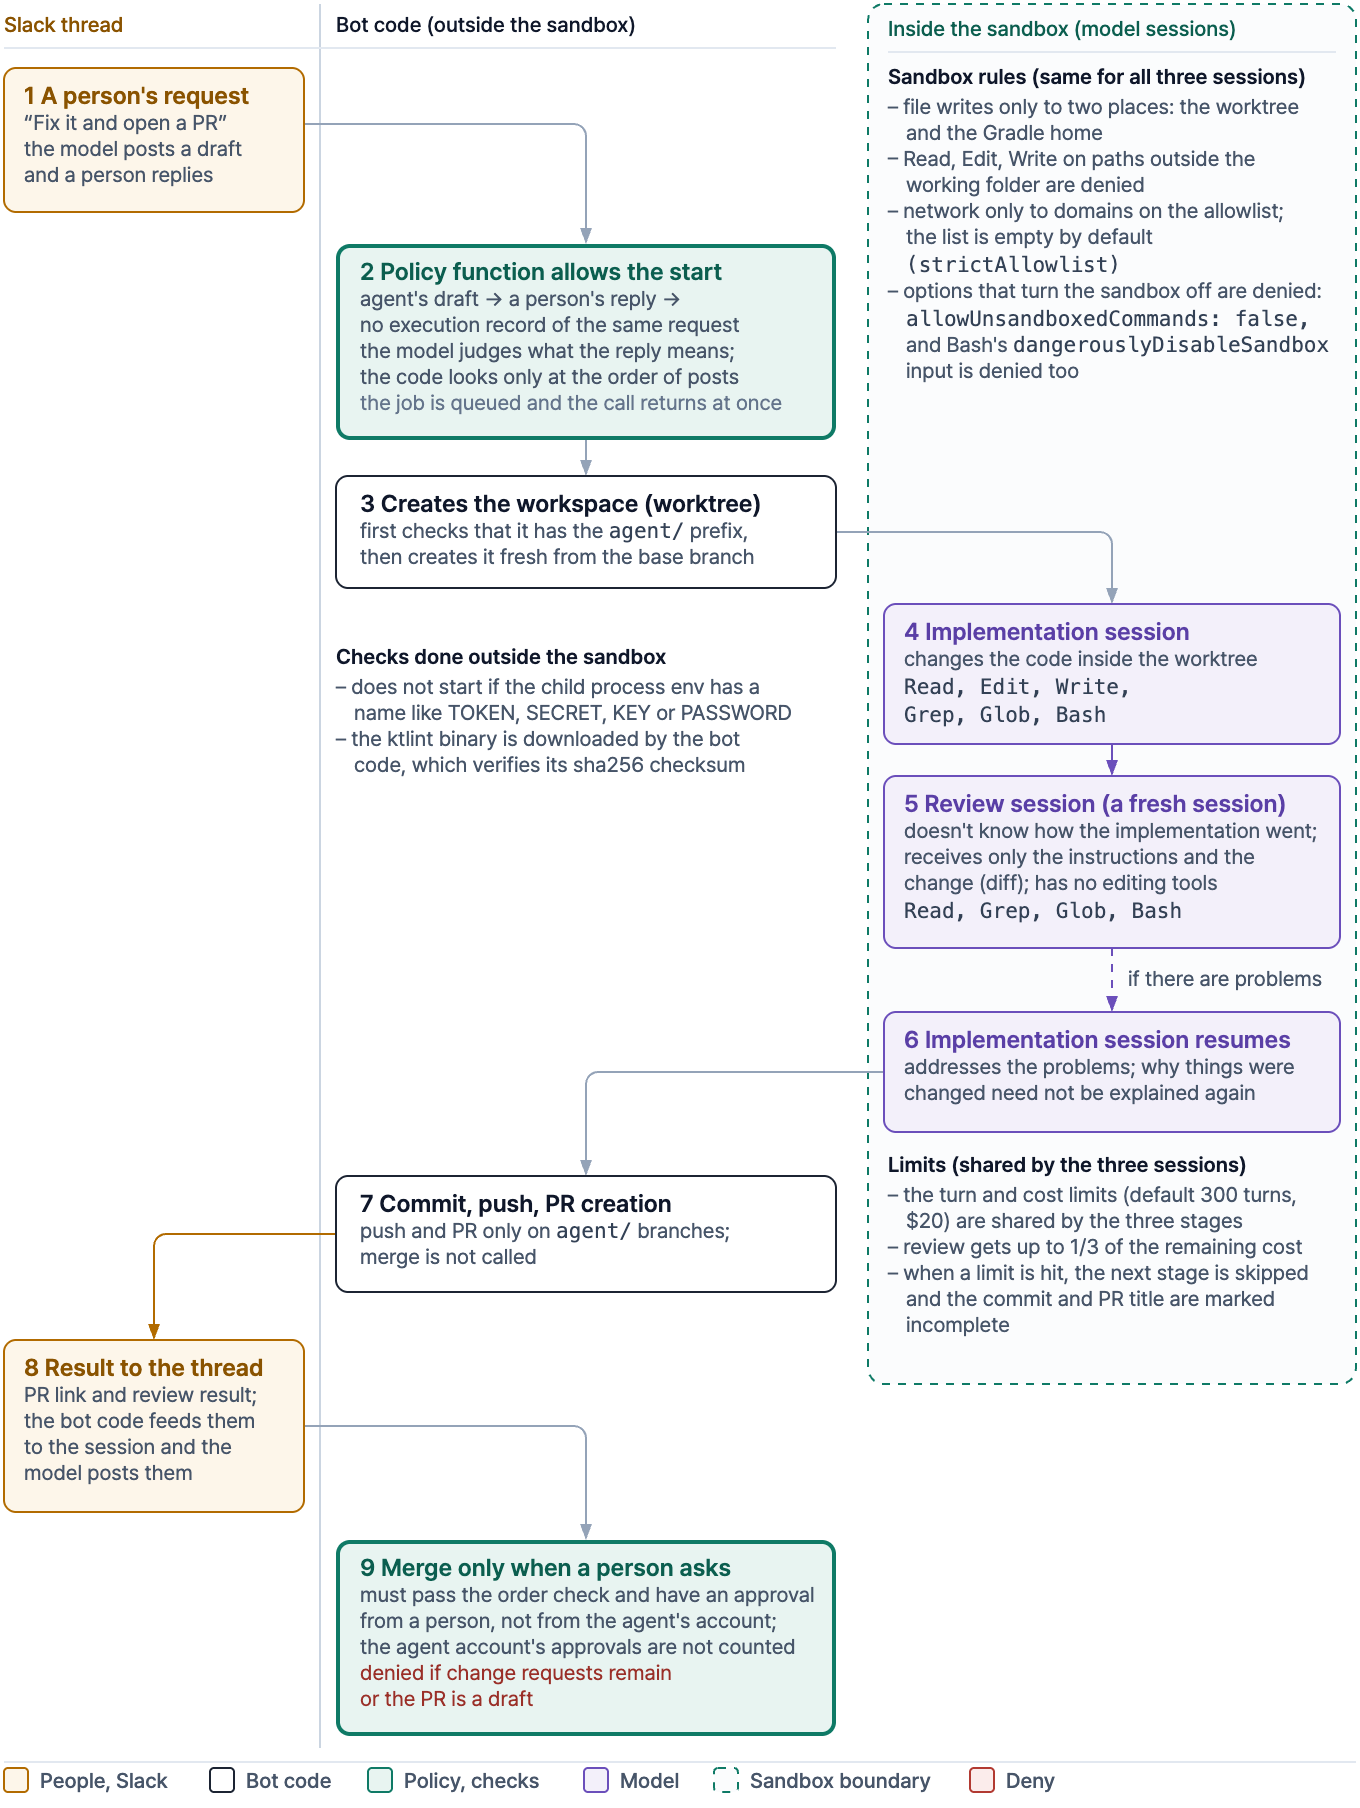 Slack thread
Bot code (outside the sandbox)
Inside the sandbox (model sessions)
1 A person's request
“Fix it and open a PR”
the model posts a draft
and a person replies
Sandbox rules (same for all three sessions)
– file writes only to two places: the worktree
and the Gradle home
– Read, Edit, Write on paths outside the
working folder are denied
– network only to domains on the allowlist;
the list is empty by default
(strictAllowlist)
– options that turn the sandbox off are denied:
allowUnsandboxedCommands: false,
and Bash's dangerouslyDisableSandbox
input is denied too
2 Policy function allows the start
agent's draft → a person's reply →
no execution record of the same request
the model judges what the reply means;
the code looks only at the order of posts
the job is queued and the call returns at once
3 Creates the workspace (worktree)
first checks that it has the agent/ prefix,
then creates it fresh from the base branch
Checks done outside the sandbox
– does not start if the child process env has a
name like TOKEN, SECRET, KEY or PASSWORD
– the ktlint binary is downloaded by the bot
code, which verifies its sha256 checksum
4 Implementation session
changes the code inside the worktree
Read, Edit, Write,
Grep, Glob, Bash
5 Review session (a fresh session)
doesn't know how the implementation went;
receives only the instructions and the
change (diff); has no editing tools
Read, Grep, Glob, Bash
if there are problems
6 Implementation session resumes
addresses the problems; why things were
changed need not be explained again
Limits (shared by the three sessions)
– the turn and cost limits (default 300 turns,
$20) are shared by the three stages
– review gets up to 1/3 of the remaining cost
– when a limit is hit, the next stage is skipped
and the commit and PR title are marked
incomplete
7 Commit, push, PR creation
push and PR only on agent/ branches;
merge is not called
8 Result to the thread
PR link and review result;
the bot code feeds them
to the session and the
model posts them
9 Merge only when a person asks
must pass the order check and have an approval
from a person, not from the agent's account;
the agent account's approvals are not counted
denied if change requests remain
or the PR is a draft
People, Slack
Bot code
Policy, checks
Model
Sandbox boundary
Deny